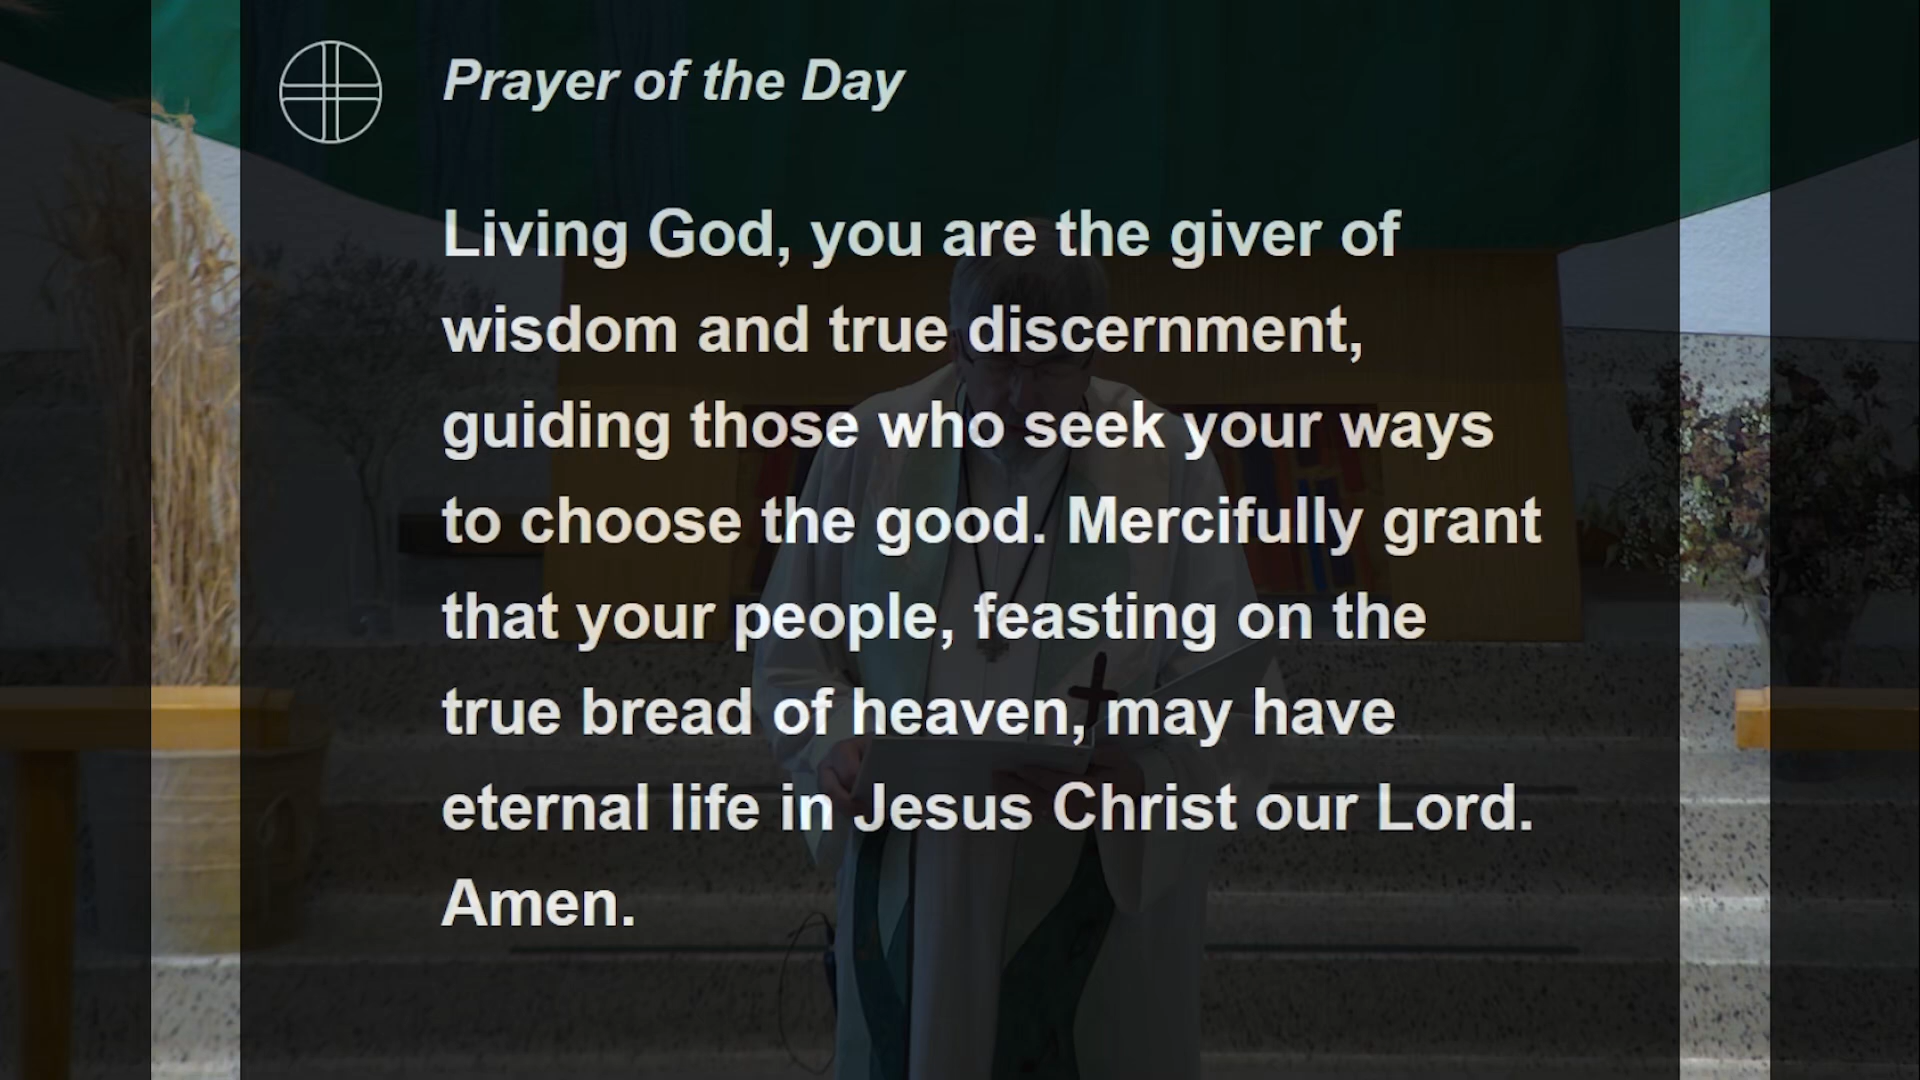 Prayer of the Day
Living God, you are the giver of
wisdom and true discernment,
guiding those who seek your ways
to choose the good. Mercifully grant
that your people, feasting on the
true bread of heaven, may have
eternal life in Jesus Christ our Lord.
Amen.